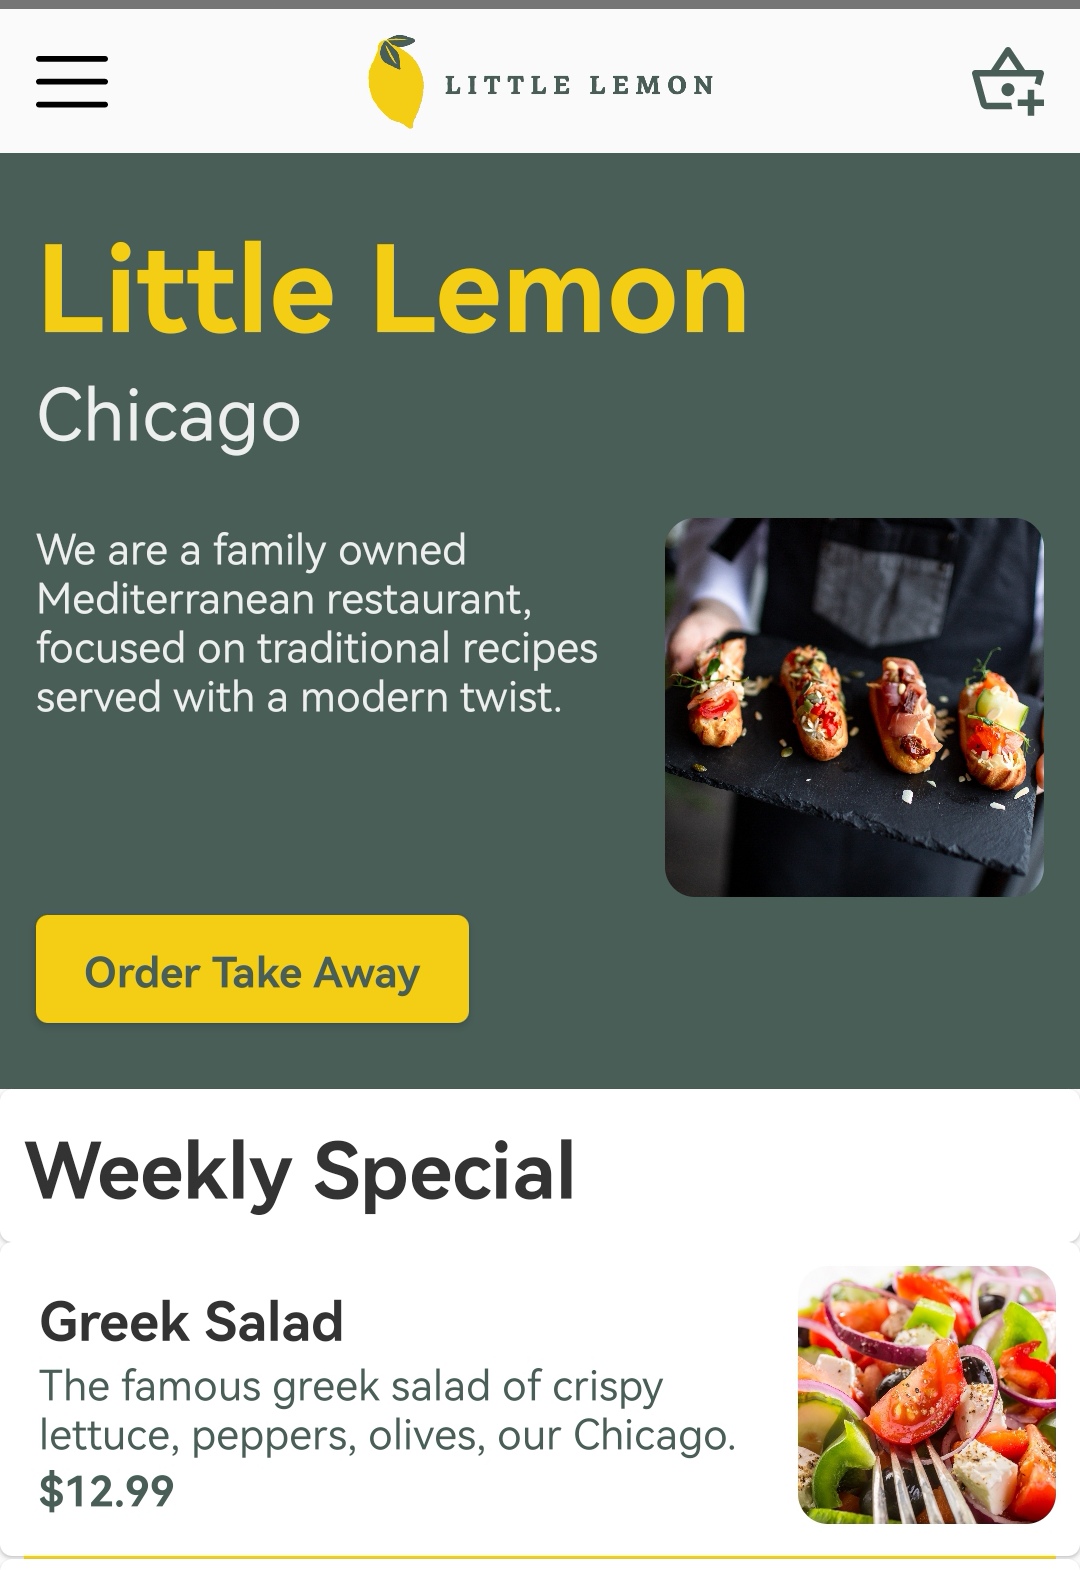 LITTLE LEMON
Little Lemon
Chicago
We are a family owned
Mediterranean restaurant,
focused on traditional recipes
served with a modern twist.
Order Take Away
Weekly Special
Greek Salad
The famous greek salad of crispy
lettuce, peppers, olives, our Chicago.
$12.99